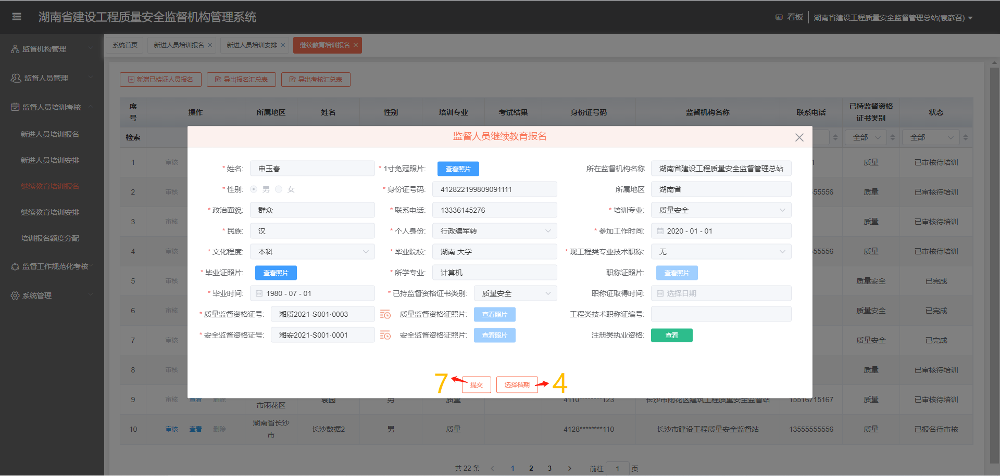 湖南省建设工程质量安全监督机构管理系统
看板
湖南省建设工程质量安全监督管理总站(袁彦召)
监督机构管理
监督人员管理
监督人员培训考核
新进人员培训报名
新进人员培训安排
继续教育培训报名
继续教育培训安排
培训报名额度分配
监督工作规范化考核
系统管理
系统首页
新进人员培训报名
新进人员培训安排
继续教育培训报名
新增已持证人员报名
导出报名汇总表
导出考核汇总表
序号 操作 所属地区 姓名 性别 培训专业 考试结果 身份证号码 监督机构名称 联系电话 已持监督资格证书类别 状态
检索 全部 全部
监督人员继续教育报名
*姓名: 申玉春 *1寸免冠照片: 查看照片 所在监督机构名称 湖南省建设工程质量安全监督管理总站
*性别: 男 女 *身份证号码: 412822199809091111 所属地区 湖南省
*政治面貌: 群众 *联系电话: 13336145276 *培训专业: 质量安全
*民族: 汉 *个人身份: 行政编军转 *参加工作时间: 2020 - 01 - 01
*文化程度: 本科 *毕业院校: 湖南 大学 *现工程类专业技术职称: 无
*毕业证照片: 查看照片 *所学专业: 计算机 职称证照片: 查看照片
*毕业时间: 1980 - 07 - 01 *已持监督资格证书类别: 质量安全 职称证取得时间: 选择日期
*质量监督资格证号: 湘质2021-S001·0003 质量监督资格证照片: 查看照片 工程类技术职称证编号:
*安全监督资格证号: 湘安2021-S001·0001 安全监督资格证照片: 查看照片 注册类执业资格: 查看
7 提交 选择档期 4
1 审核 质量 已审核待培训
2 审核 55556 质量 已审核待培训
3 审核 质量 已审核待培训
4 审核 55556 质量 已审核待培训
5 审核 质量安全 已完成
6 审核 质量安全 已完成
7 审核 质量安全 已完成
8 审核 质量 已审核待培训
9 审核 查看 删除 市雨花区 袁园 男 质量 4110********123 长沙市雨花区建筑工程质量安全监督站 15516715167 质量 已审核待培训
10 审核 查看 删除 湖南省长沙市 长沙数据2 男 质量 4128********110 长沙市建设工程质量安全监督站 13555555556 质量 已报名待审核
共 22 条 1 2 3 前往 1 页